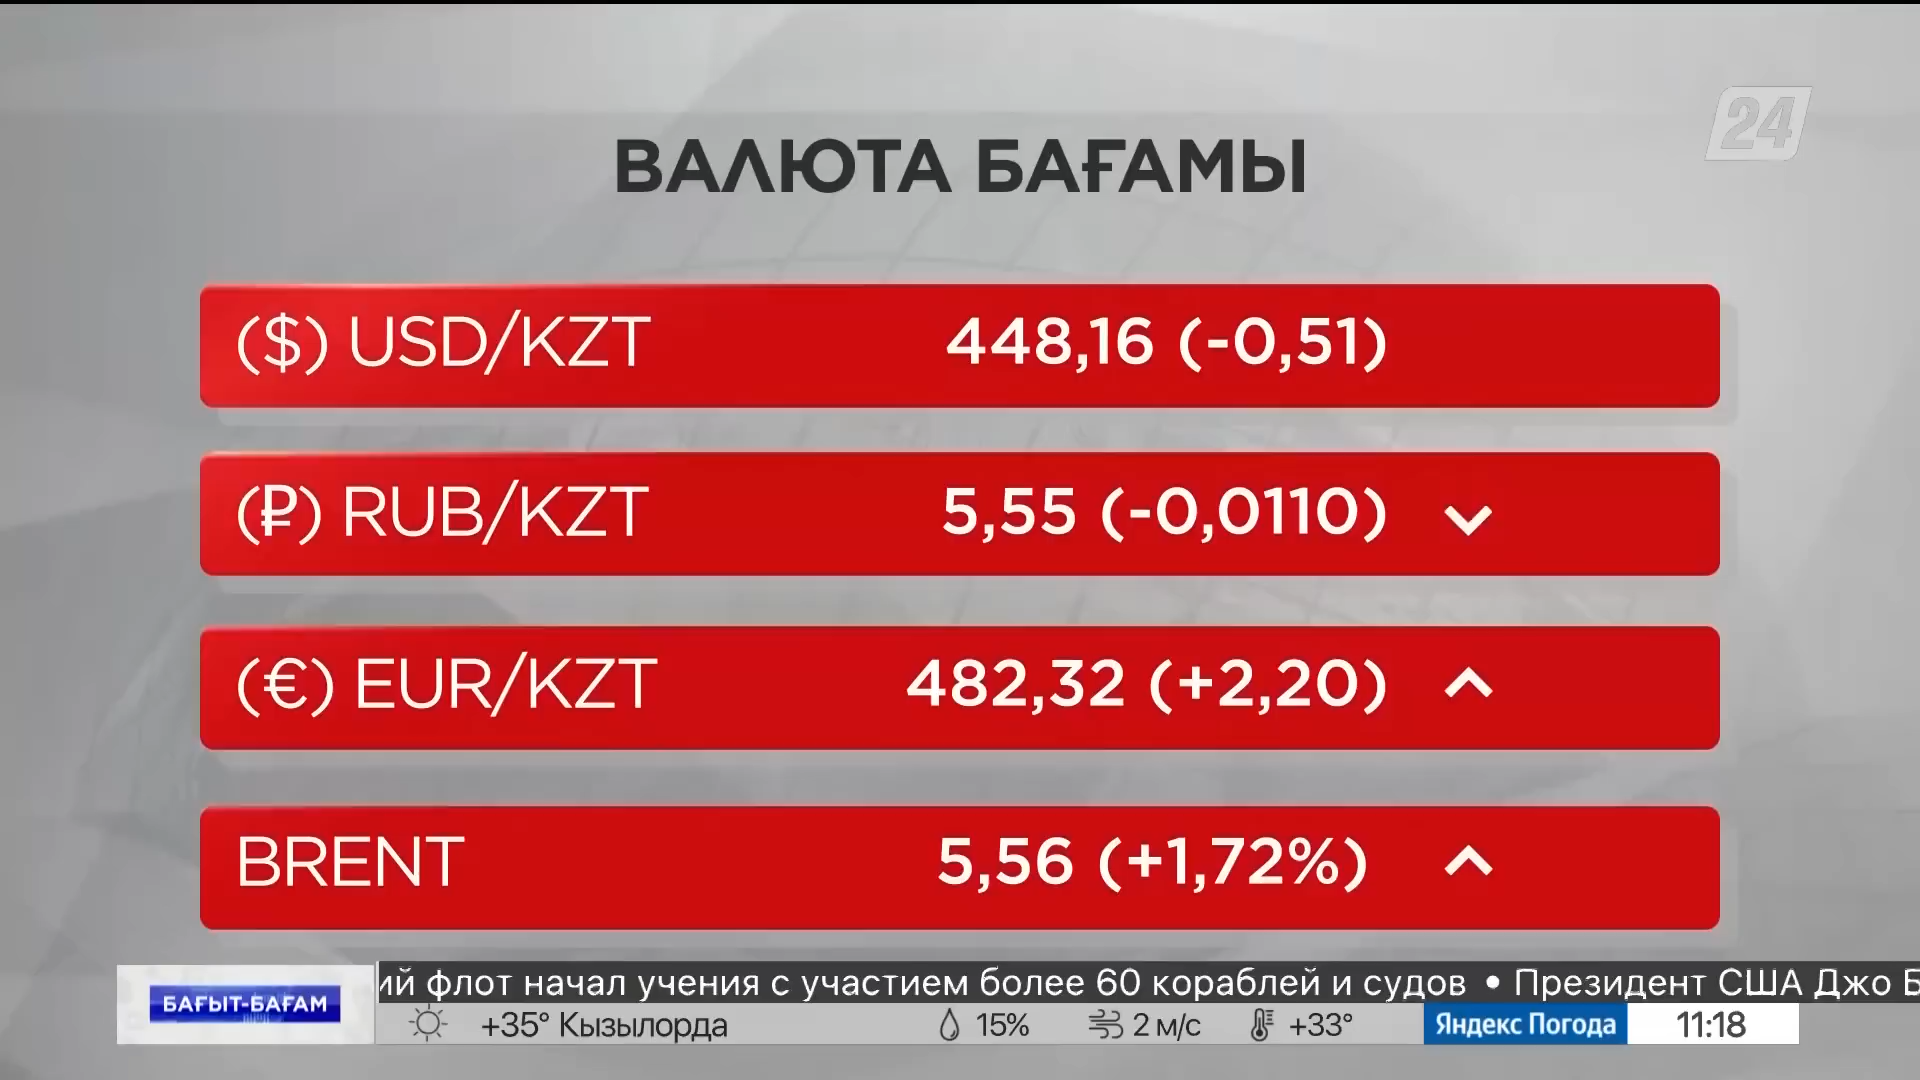 24
ВАЛЮТА БАҒАМЫ
($) USD/KZT 448,16 (-0,51)
(₽) RUB/KZT 5,55 (-0,0110)
(€) EUR/KZT 482,32 (+2,20)
BRENT 5,56 (+1,72%)
ий флот начал учения с участием более 60 кораблей и судов • Президент США Джо Б
БАҒЫТ-БАҒАМ
+35° Кызылорда 15% 2 м/с +33° Яндекс Погода 11:18